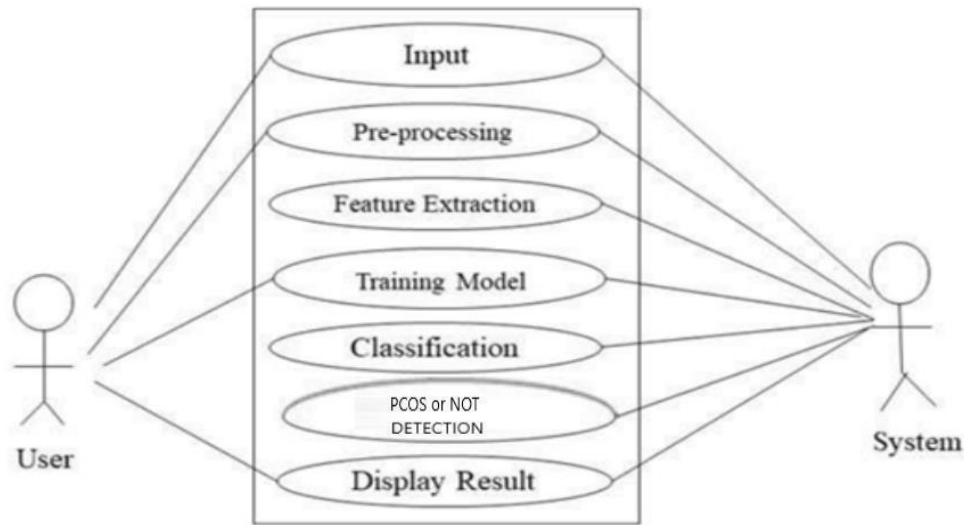 Input
Pre-processing
Feature Extraction
Training Model
Classification
PCOS or NOT
DETECTION
Display Result
User
System